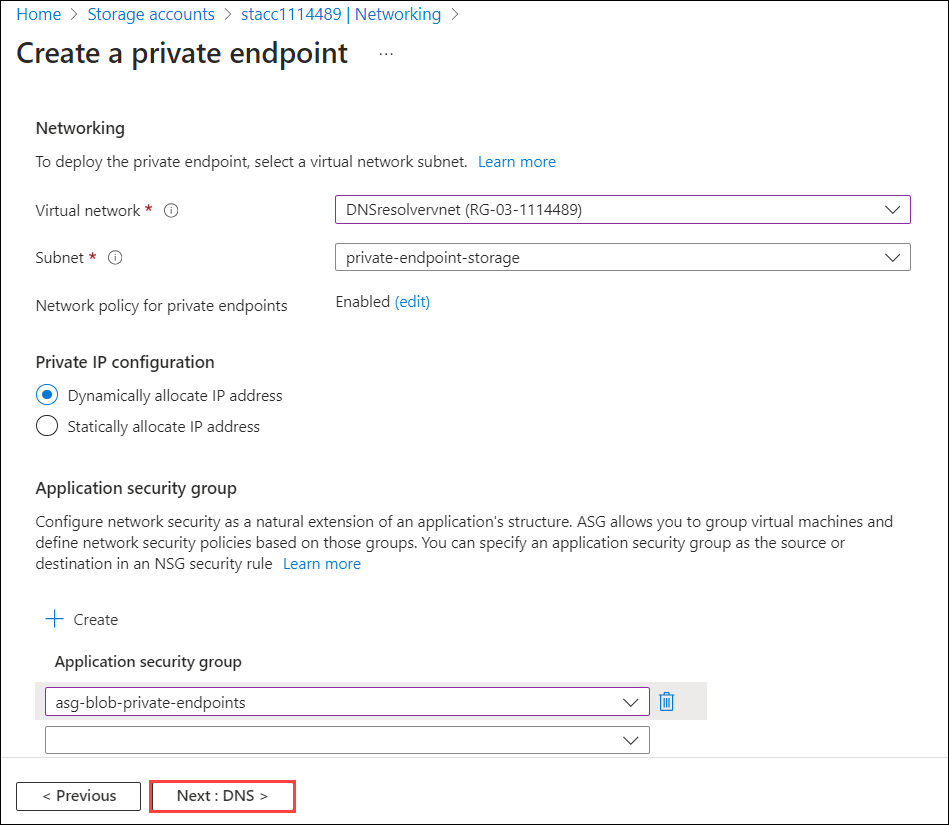 Home > Storage accounts > stacc1114489 | Networking >
Create a private endpoint ...
Networking
To deploy the private endpoint, select a virtual network subnet. Learn more
Virtual network * DNSresolvervnet (RG-03-1114489)
Subnet * private-endpoint-storage
Network policy for private endpoints Enabled (edit)
Private IP configuration
Dynamically allocate IP address
Statically allocate IP address
Application security group
Configure network security as a natural extension of an application's structure. ASG allows you to group virtual machines and
define network security policies based on those groups. You can specify an application security group as the source or
destination in an NSG security rule Learn more
+ Create
Application security group
asg-blob-private-endpoints
< Previous Next : DNS >